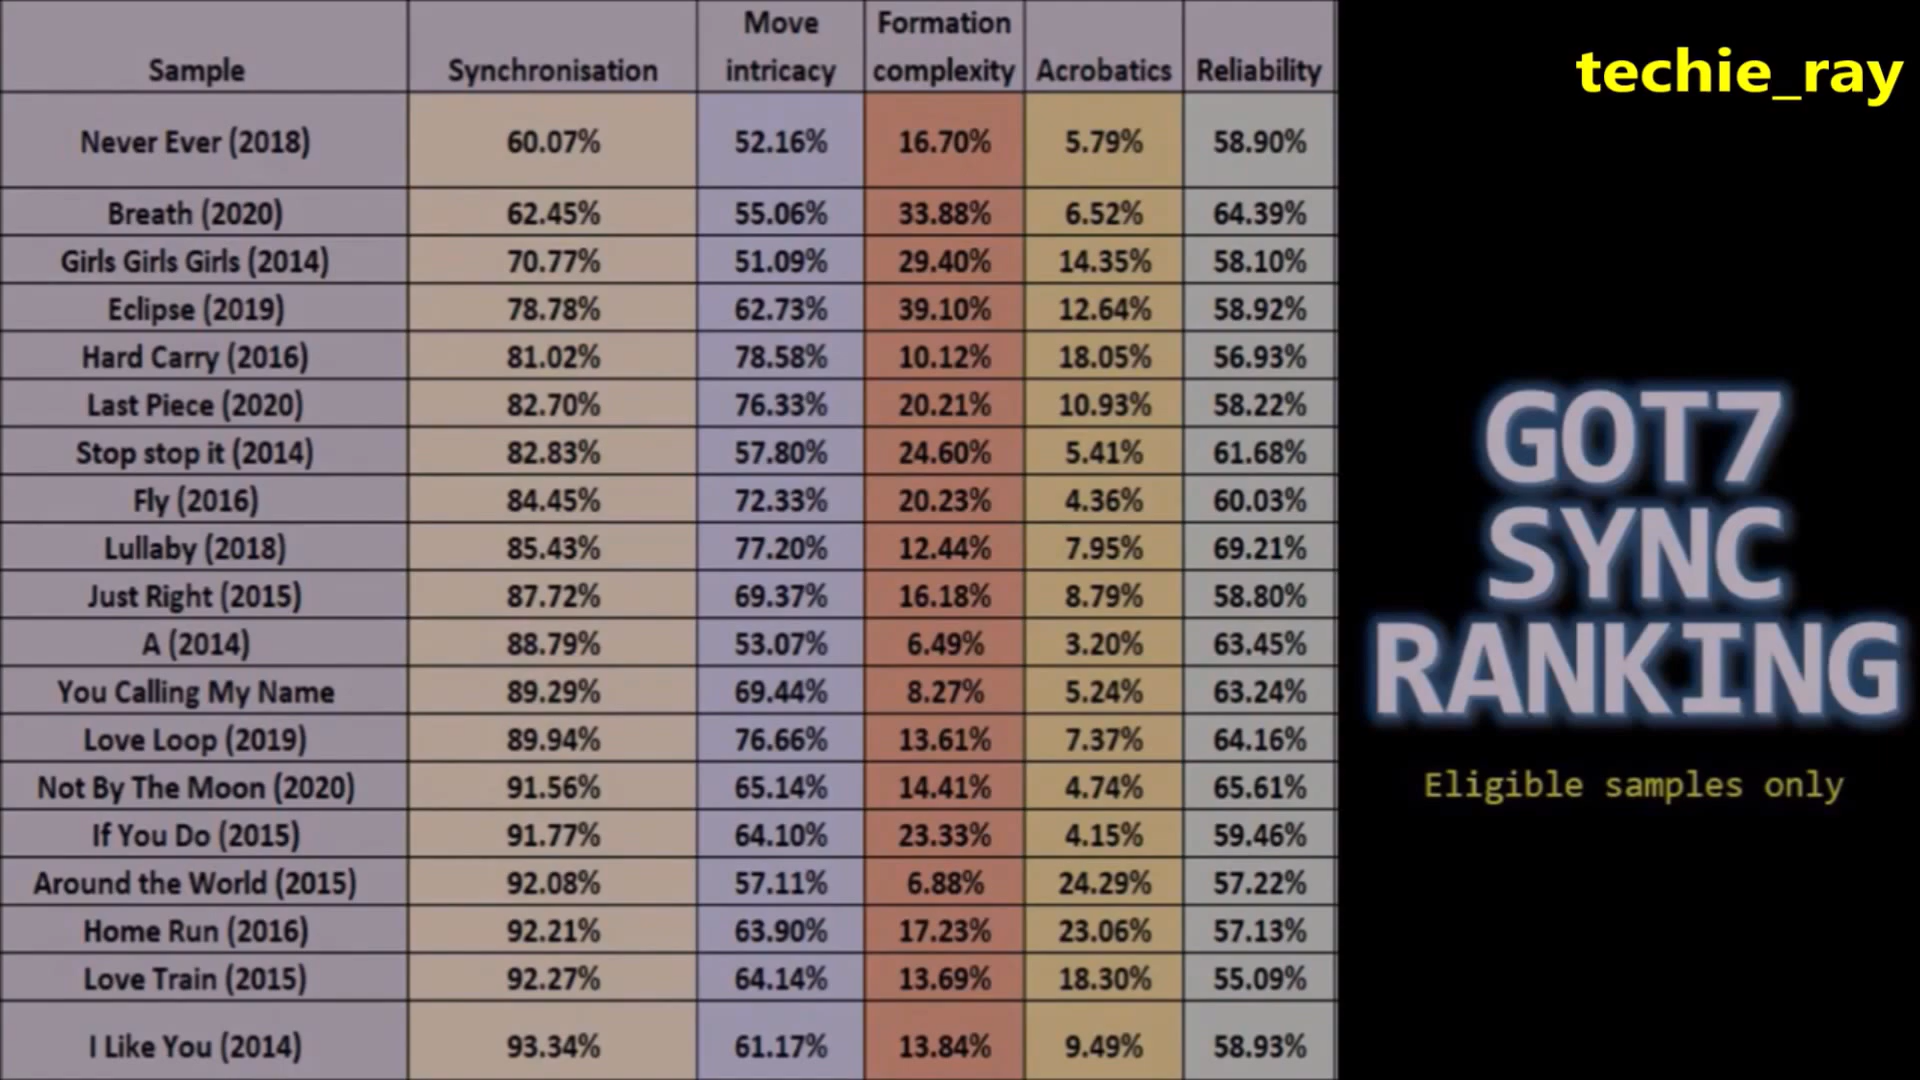 Sample Synchronisation Move intricacy Formation complexity Acrobatics Reliability
Never Ever (2018) 60.07% 52.16% 16.70% 5.79% 58.90%
Breath (2020) 62.45% 55.06% 33.88% 6.52% 64.39%
Girls Girls Girls (2014) 70.77% 51.09% 29.40% 14.35% 58.10%
Eclipse (2019) 78.78% 62.73% 39.10% 12.64% 58.92%
Hard Carry (2016) 81.02% 78.58% 10.12% 18.05% 56.93%
Last Piece (2020) 82.70% 76.33% 20.21% 10.93% 58.22%
Stop stop it (2014) 82.83% 57.80% 24.60% 5.41% 61.68%
Fly (2016) 84.45% 72.33% 20.23% 4.36% 60.03%
Lullaby (2018) 85.43% 77.20% 12.44% 7.95% 69.21%
Just Right (2015) 87.72% 69.37% 16.18% 8.79% 58.80%
A (2014) 88.79% 53.07% 6.49% 3.20% 63.45%
You Calling My Name 89.29% 69.44% 8.27% 5.24% 63.24%
Love Loop (2019) 89.94% 76.66% 13.61% 7.37% 64.16%
Not By The Moon (2020) 91.56% 65.14% 14.41% 4.74% 65.61%
If You Do (2015) 91.77% 64.10% 23.33% 4.15% 59.46%
Around the World (2015) 92.08% 57.11% 6.88% 24.29% 57.22%
Home Run (2016) 92.21% 63.90% 17.23% 23.06% 57.13%
Love Train (2015) 92.27% 64.14% 13.69% 18.30% 55.09%
I Like You (2014) 93.34% 61.17% 13.84% 9.49% 58.93%
techie_ray
GOT7
SYNC
RANKING
Eligible samples only